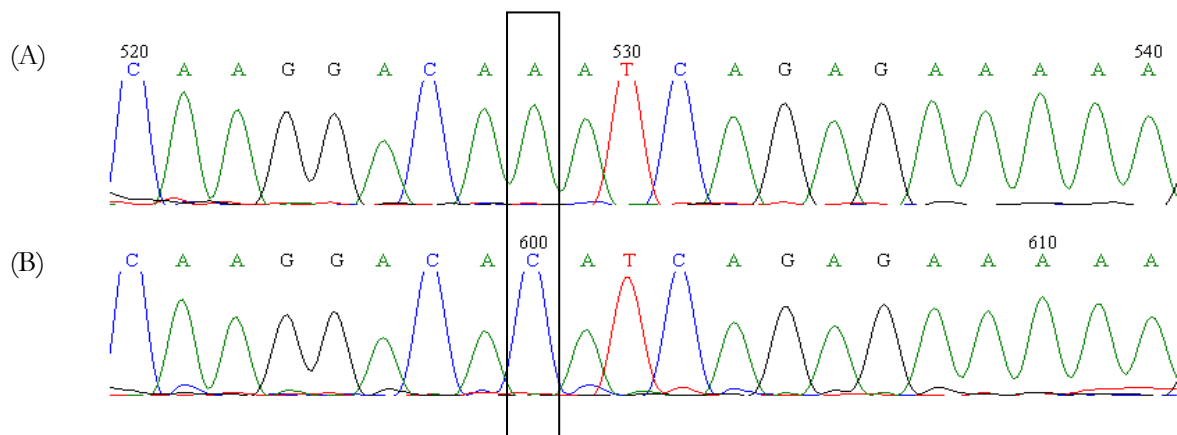 (A)
520 530 540
C A A G G A C A A A T C A G A G A A A A A
(B)
600 610
C A A G G A C A C A T C A G A G A A A A A